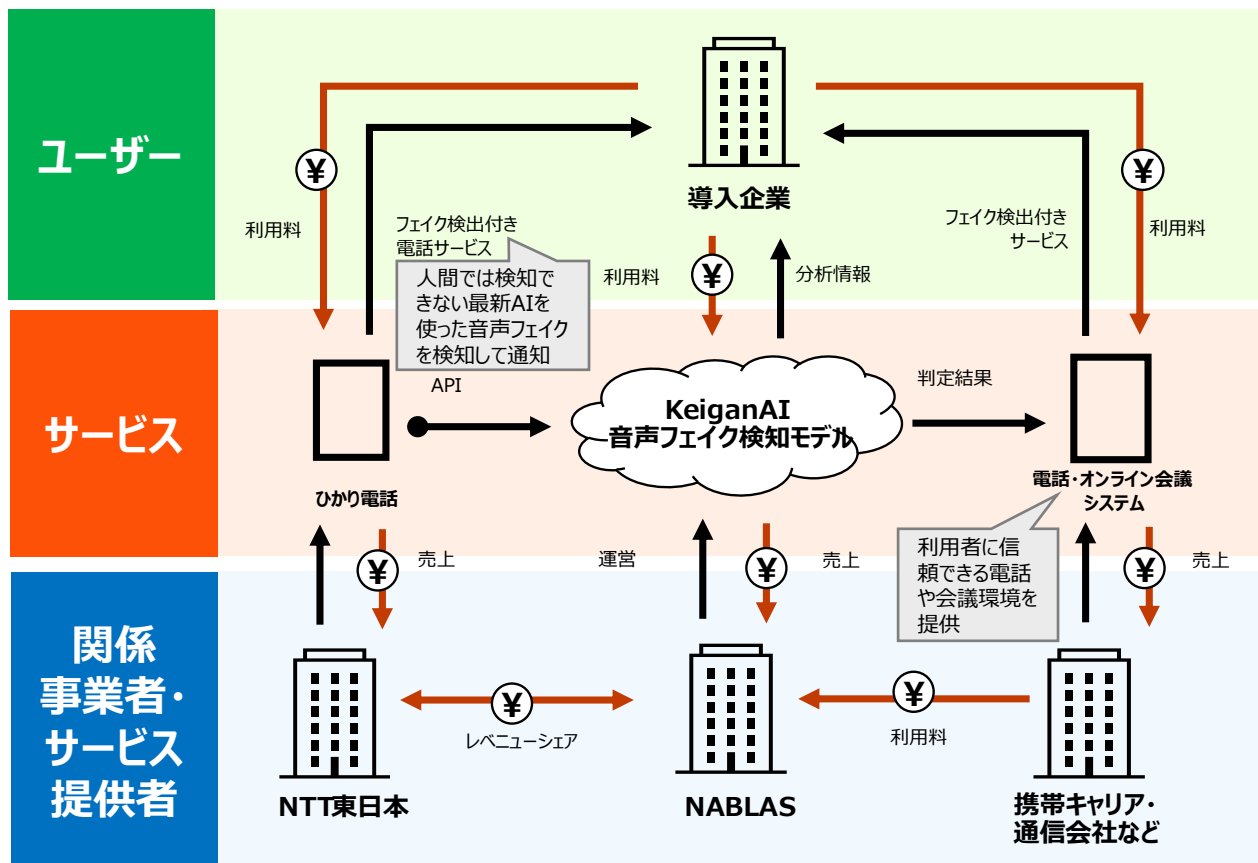 ユーザー
導入企業
¥
利用料
¥
利用料
フェイク検出付き
電話サービス
人間では検知で
きない最新AIを
使った音声フェイク
を検知して通知
利用料
¥
分析情報
フェイク検出付き
サービス
サービス
ひかり電話
API
KeiganAI
音声フェイク検知モデル
判定結果
電話・オンライン会議
システム
¥
売上
運営
¥
売上
利用者に信
頼できる電話
や会議環境を
提供
¥
売上
関係
事業者・
サービス
提供者
NTT東日本
¥
レベニューシェア
NABLAS
¥
利用料
携帯キャリア・
通信会社など